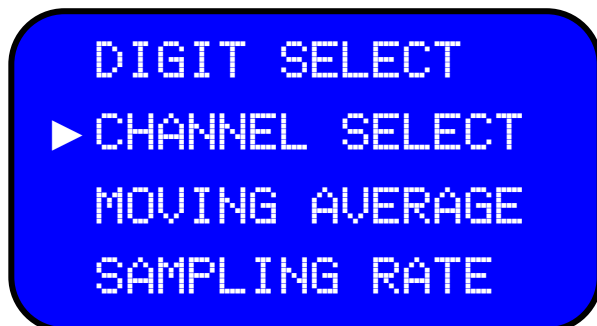 DIGIT SELECT
►CHANNEL SELECT
MOVING AVERAGE
SAMPLING RATE